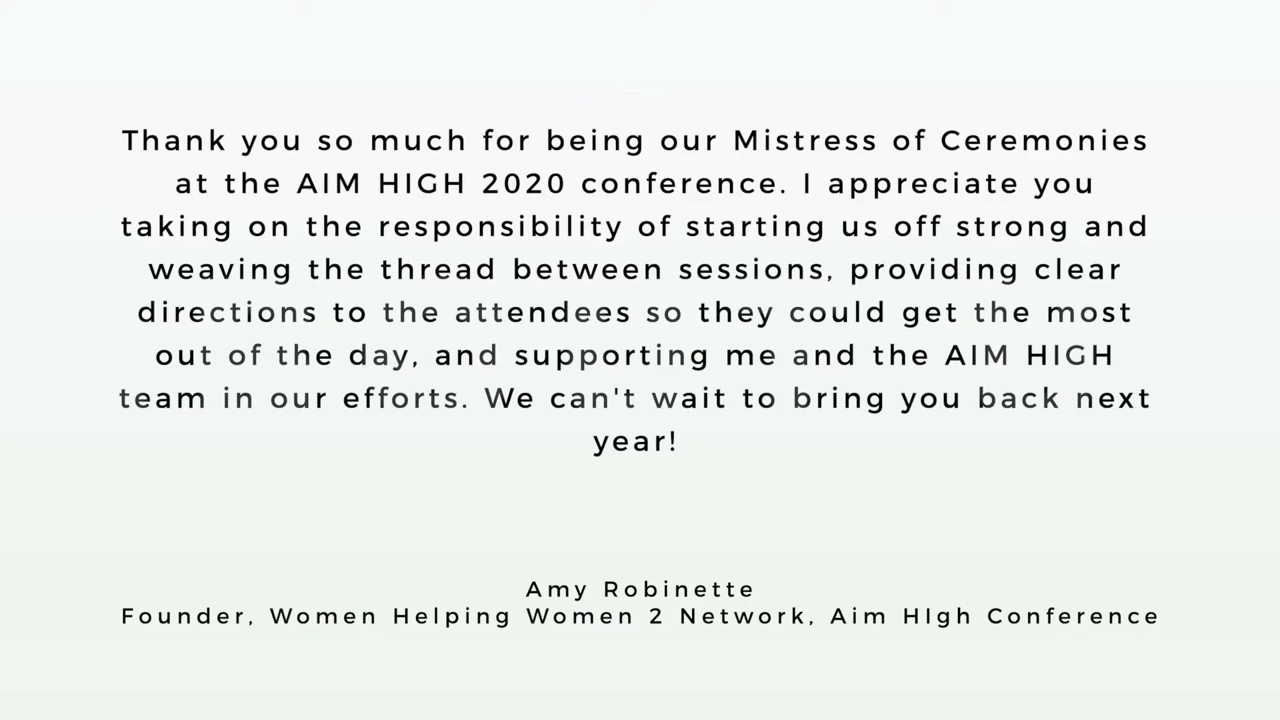 Thank you so much for being our Mistress of Ceremonies
at the AIM HIGH 2020 conference. I appreciate you
taking on the responsibility of starting us off strong and
weaving the thread between sessions, providing clear
directions to the attendees so they could get the most
out of the day, and supporting me and the AIM HIGH
team in our efforts. We can't wait to bring you back next
year!
Amy Robinette
Founder, Women Helping Women 2 Network, Aim HIgh Conference